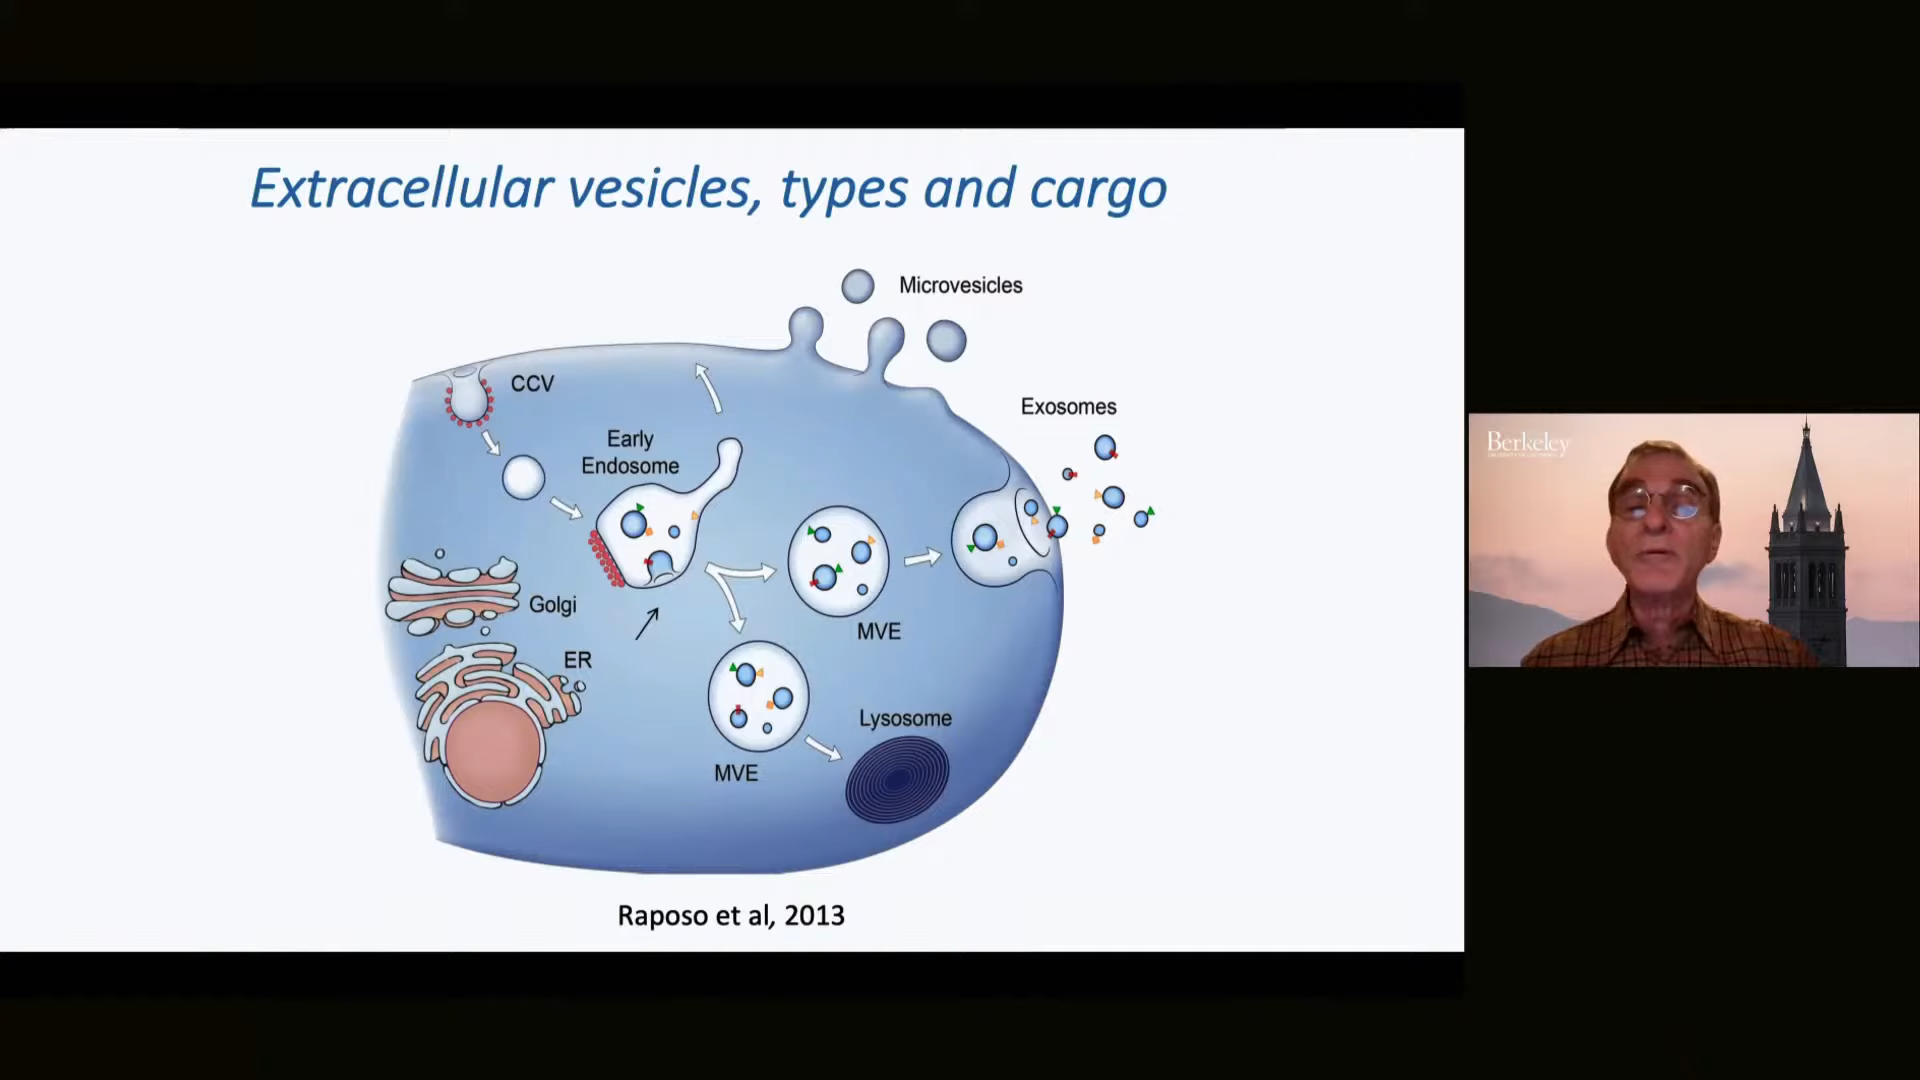 Extracellular vesicles, types and cargo
Microvesicles
CCV
Exosomes
Early
Endosome
Golgi
MVE
ER
Lysosome
MVE
Raposo et al, 2013
Berkeley